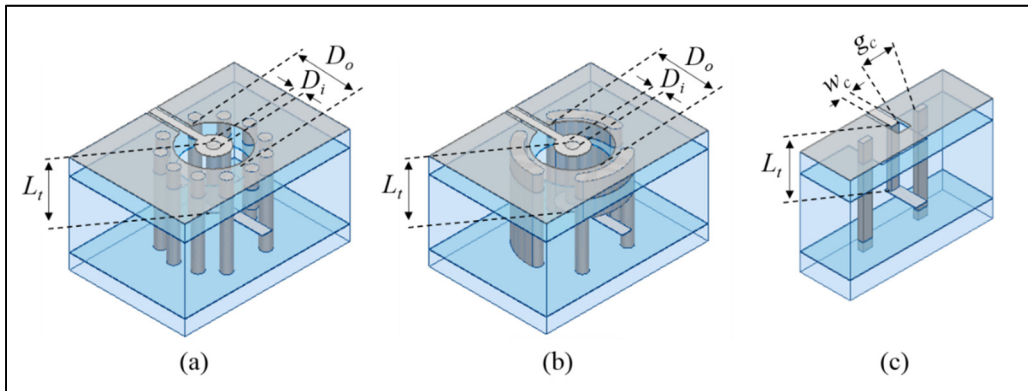 D_o
D_i
L_t
D_o
D_i
L_t
g_c
w_c
L_t
(a)
(b)
(c)